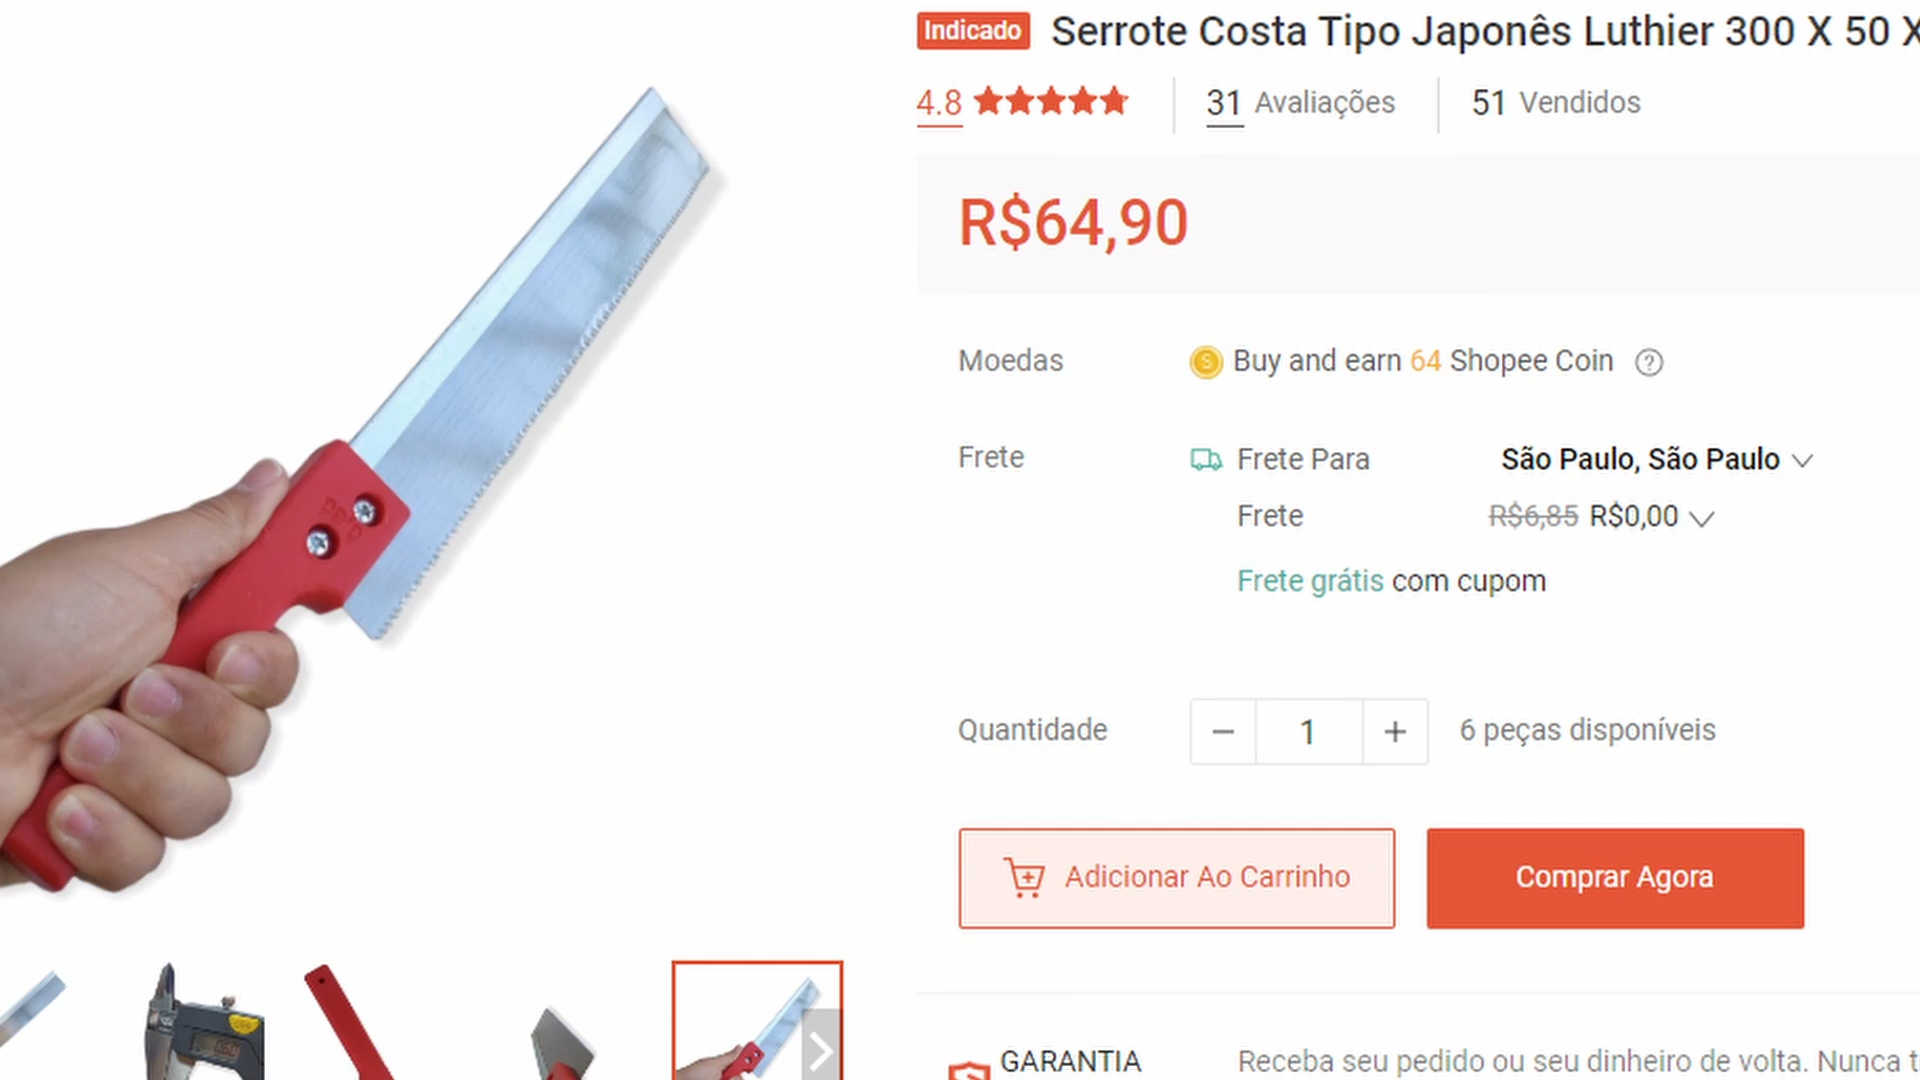 Indicado Serrote Costa Tipo Japonês Luthier 300 X 50 X
4.8 31 Avaliações 51 Vendidos
R$64,90
Moedas Buy and earn 64 Shopee Coin ?
Frete Frete Para São Paulo, São Paulo
Frete R$6,85 R$0,00
Frete grátis com cupom
Quantidade − 1 + 6 peças disponíveis
Adicionar Ao Carrinho Comprar Agora
GARANTIA Receba seu pedido ou seu dinheiro de volta. Nunca t